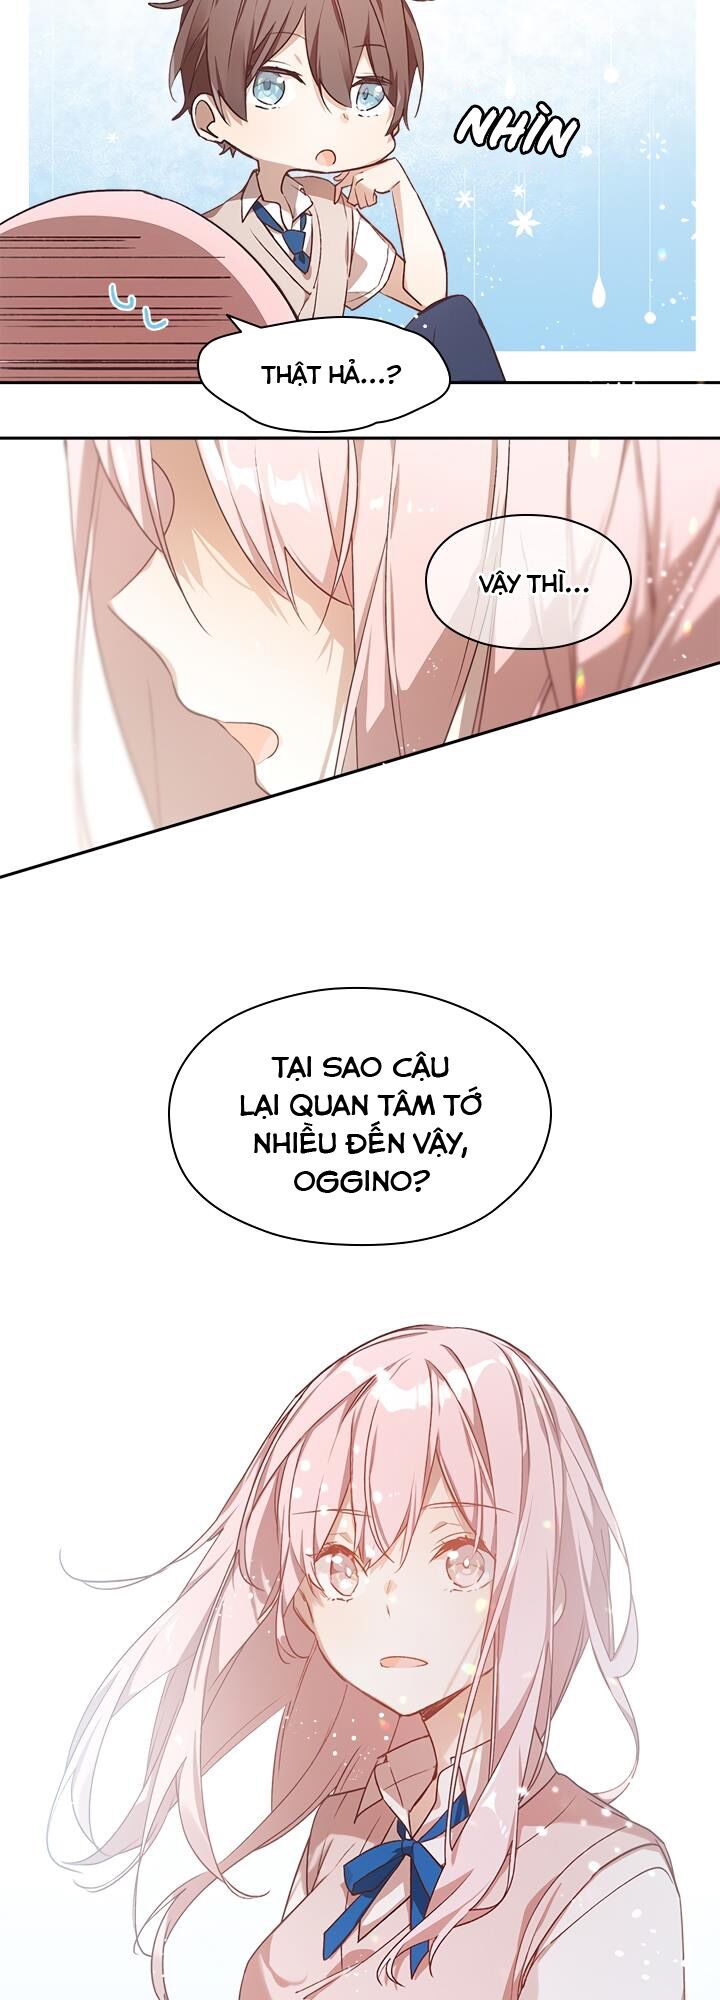 NHÌN
THẬT HẢ...?
VẬY THÌ...
TẠI SAO CẬU
LẠI QUAN TÂM TỚ
NHIỀU ĐẾN VẬY,
OGGINO?